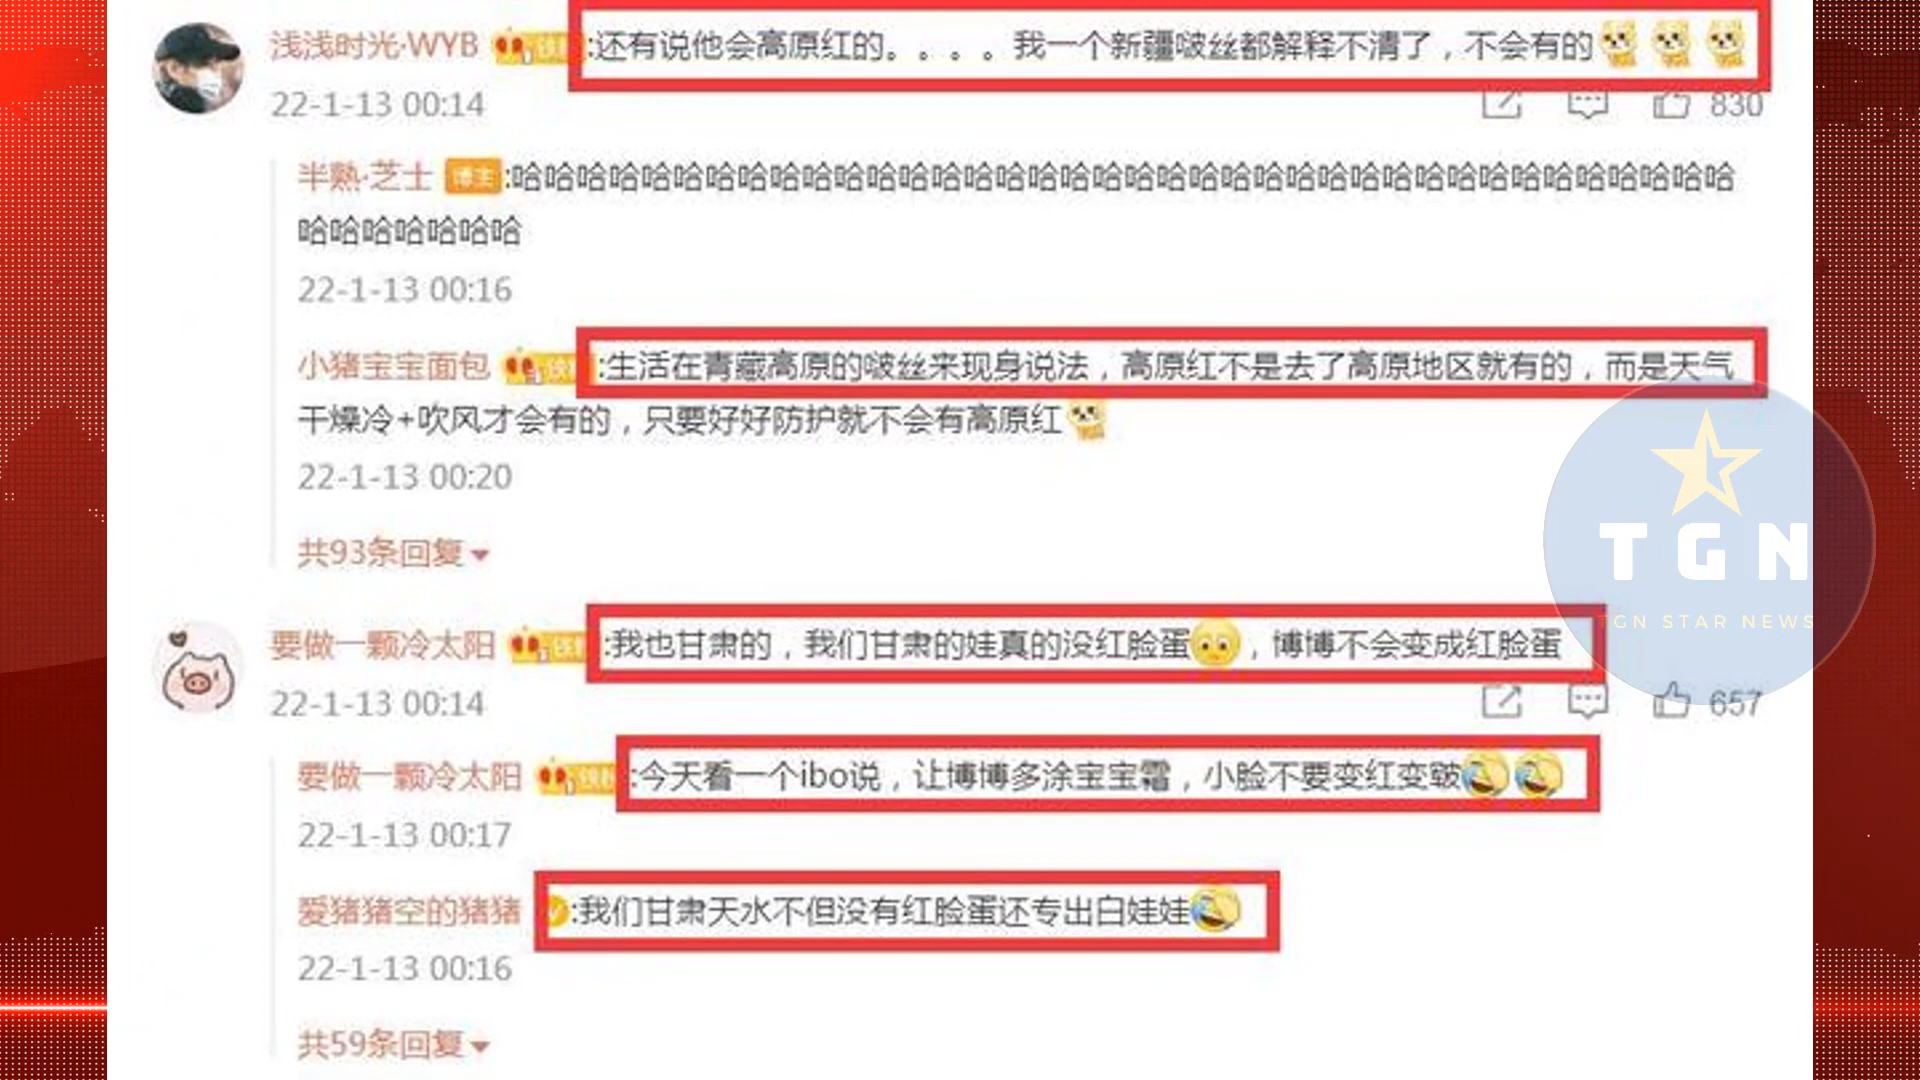 浅浅时光·WYB :还有说他会高原红的。。。。我一个新疆啵丝都解释不清了，不会有的
22-1-13 00:14 830
半熟·芝士 博主 :哈哈哈哈哈哈哈哈哈哈哈哈哈哈哈哈哈哈哈哈哈哈哈哈哈哈哈哈哈哈哈哈哈哈哈哈哈哈
哈哈哈哈哈哈哈
22-1-13 00:16
小猪宝宝面包 :生活在青藏高原的啵丝来现身说法，高原红不是去了高原地区就有的，而是天气
干燥冷+吹风才会有的，只要好好防护就不会有高原红
22-1-13 00:20
共93条回复
TGN
TGN STAR NEWS
要做一颗冷太阳 :我也甘肃的，我们甘肃的娃真的没红脸蛋，博博不会变成红脸蛋
22-1-13 00:14 657
要做一颗冷太阳 :今天看一个ibo说，让博博多涂宝宝霜，小脸不要变红变皴
22-1-13 00:17
爱猪猪空的猪猪 :我们甘肃天水不但没有红脸蛋还专出白娃娃
22-1-13 00:16
共59条回复